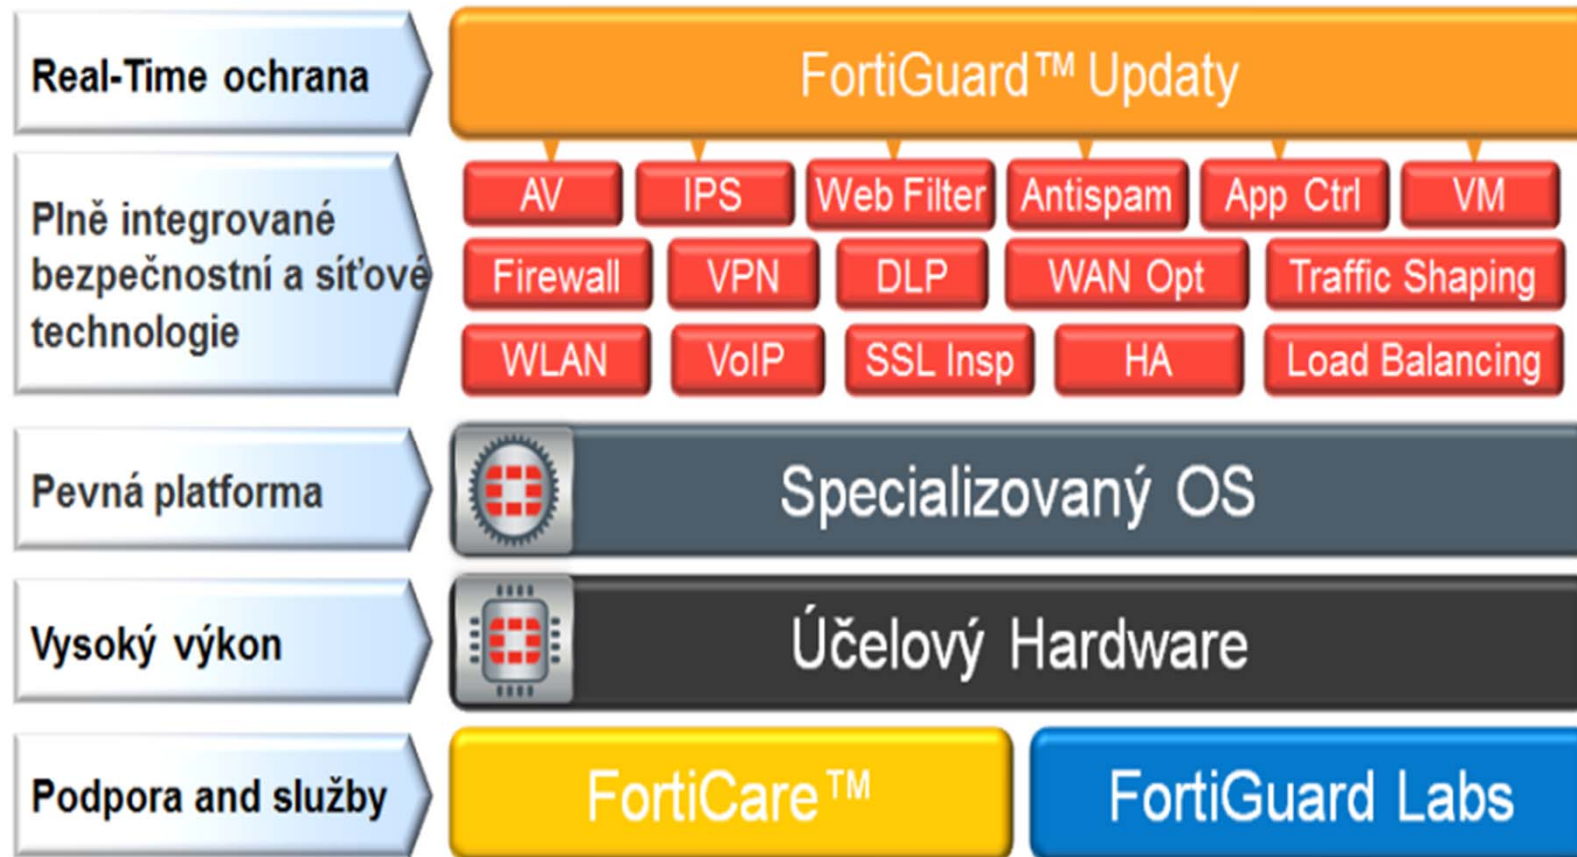 Real-Time ochrana
FortiGuard™ Updaty
Plně integrované
bezpečnostní a síťové
technologie
AV IPS Web Filter Antispam App Ctrl VM
Firewall VPN DLP WAN Opt Traffic Shaping
WLAN VoIP SSL Insp HA Load Balancing
Pevná platforma
Specializovaný OS
Vysoký výkon
Účelový Hardware
Podpora and služby
FortiCare™
FortiGuard Labs